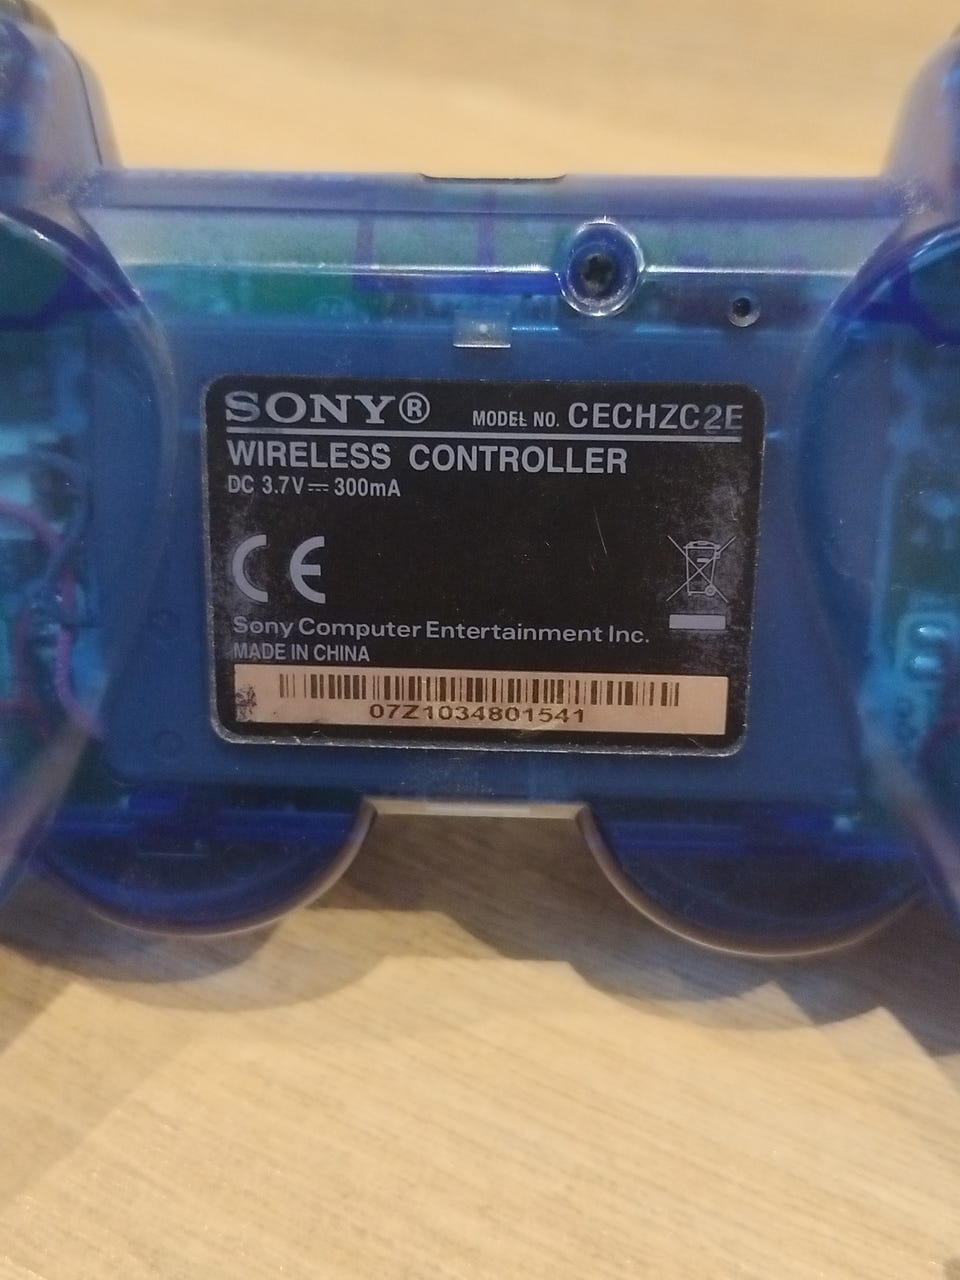 SONY® MODEL NO. CECHZC2E
WIRELESS CONTROLLER
DC 3.7V⎓300mA
CE
Sony Computer Entertainment Inc.
MADE IN CHINA
07Z1034801541